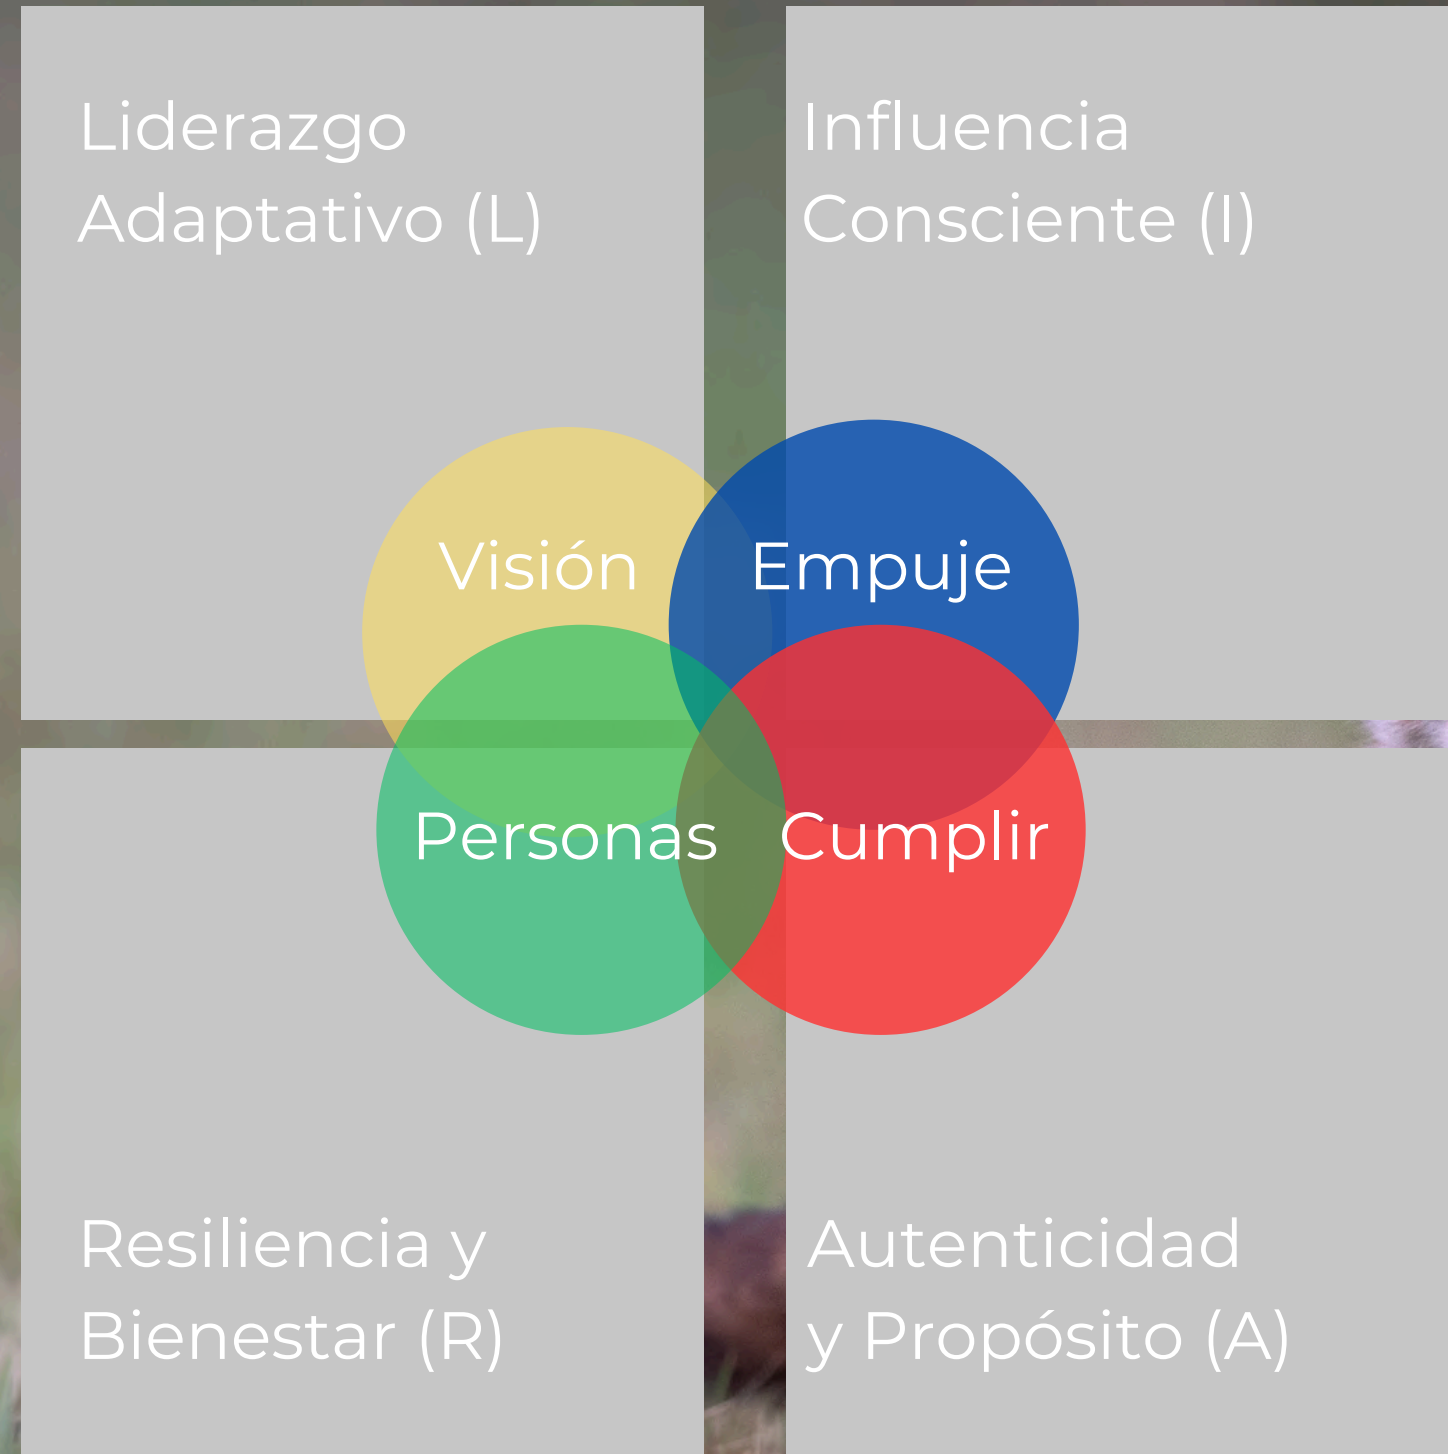 Liderazgo
Adaptativo (L)
Influencia
Consciente (I)
Visión
Empuje
Personas
Cumplir
Resiliencia y
Bienestar (R)
Autenticidad
y Propósito (A)